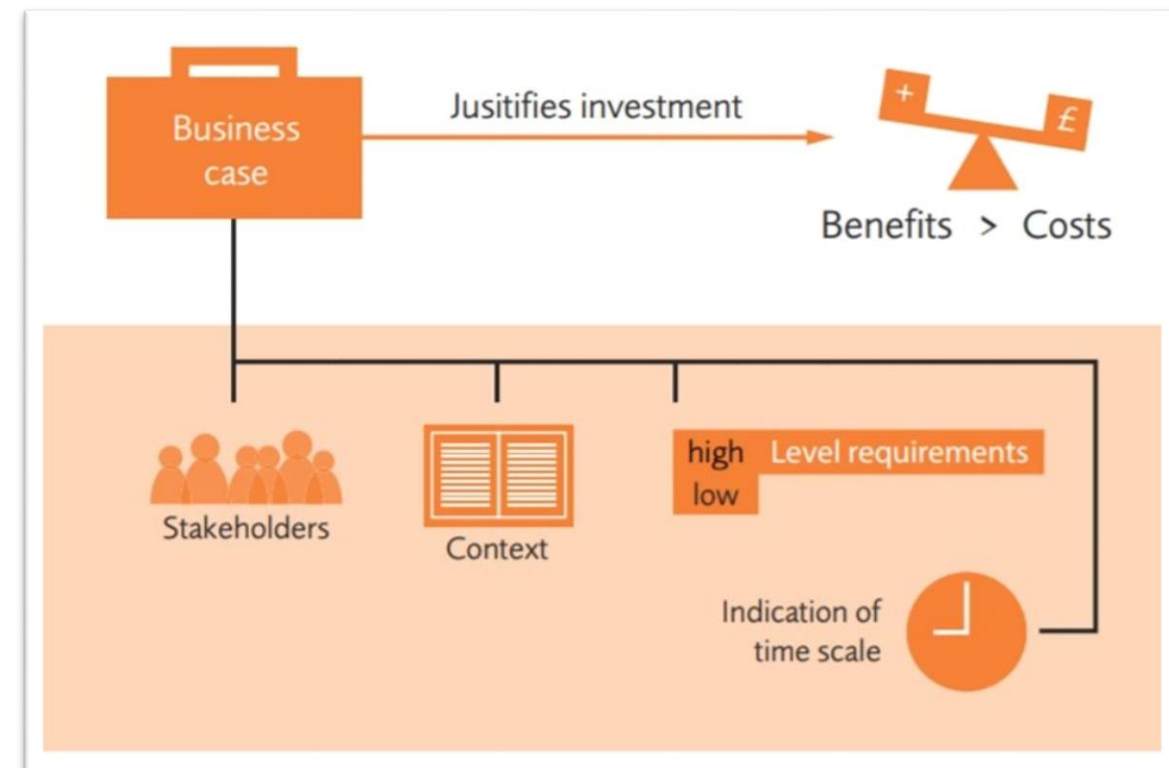 Business
case
Jusitifies investment
+
£
Benefits > Costs
Stakeholders
Context
high Level requirements
low
Indication of
time scale